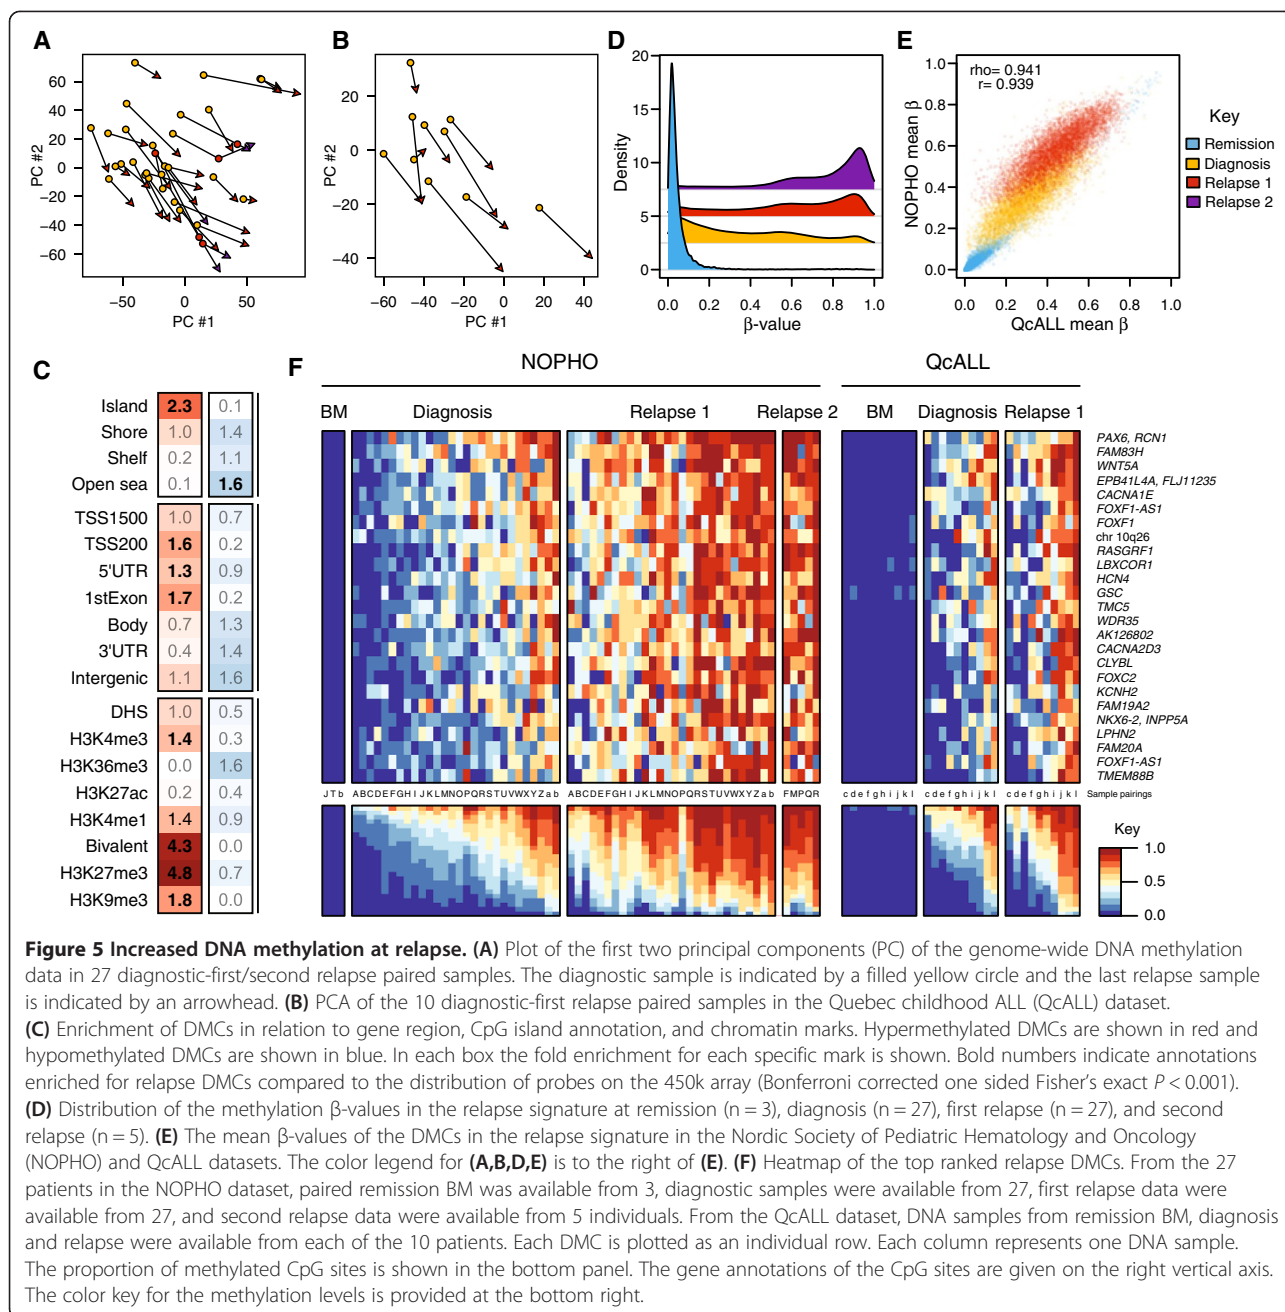 A
PC #2
60
40
20
0
−20
−40
−60
−50 0 50
PC #1
B
PC #2
20
0
−20
−40
−60 −40 −20 0 20 40
PC #1
D
Density
20
15
10
5
0
0.0 0.2 0.4 0.6 0.8 1.0
β-value
E
rho= 0.941
r= 0.939
NOPHO mean β
1.0
0.8
0.6
0.4
0.2
0.0
0.0 0.2 0.4 0.6 0.8 1.0
QcALL mean β
Key
Remission
Diagnosis
Relapse 1
Relapse 2
C
Island 2.3 0.1
Shore 1.0 1.4
Shelf 0.2 1.1
Open sea 0.1 1.6
TSS1500 1.0 0.7
TSS200 1.6 0.2
5'UTR 1.3 0.9
1stExon 1.7 0.2
Body 0.7 1.3
3'UTR 0.4 1.4
Intergenic 1.1 1.6
DHS 1.0 0.5
H3K4me3 1.4 0.3
H3K36me3 0.0 1.6
H3K27ac 0.2 0.4
H3K4me1 1.4 0.9
Bivalent 4.3 0.0
H3K27me3 4.8 0.7
H3K9me3 1.8 0.0
F
NOPHO QcALL
BM Diagnosis Relapse 1 Relapse 2 BM Diagnosis Relapse 1
PAX6, RCN1
FAM83H
WNT5A
EPB41L4A, FLJ11235
CACNA1E
FOXF1-AS1
FOXF1
chr 10q26
RASGRF1
LBXCOR1
HCN4
GSC
TMC5
WDR35
AK126802
CACNA2D3
CLYBL
FOXC2
KCNH2
FAM19A2
NKX6-2, INPP5A
LPHN2
FAM20A
FOXF1-AS1
TMEM88B
J T b A B C D E F G H I J K L M N O P Q R S T U V W X Y Z a b A B C D E F G H I J K L M N O P Q R S T U V W X Y Z a b F M P Q R c d e f g h i j k l c d e f g h i j k l c d e f g h i j k l Sample pairings
Key
1.0
0.5
0.0
Figure 5 Increased DNA methylation at relapse. (A) Plot of the first two principal components (PC) of the genome-wide DNA methylation
data in 27 diagnostic-first/second relapse paired samples. The diagnostic sample is indicated by a filled yellow circle and the last relapse sample
is indicated by an arrowhead. (B) PCA of the 10 diagnostic-first relapse paired samples in the Quebec childhood ALL (QcALL) dataset.
(C) Enrichment of DMCs in relation to gene region, CpG island annotation, and chromatin marks. Hypermethylated DMCs are shown in red and
hypomethylated DMCs are shown in blue. In each box the fold enrichment for each specific mark is shown. Bold numbers indicate annotations
enriched for relapse DMCs compared to the distribution of probes on the 450k array (Bonferroni corrected one sided Fisher's exact P < 0.001).
(D) Distribution of the methylation β-values in the relapse signature at remission (n = 3), diagnosis (n = 27), first relapse (n = 27), and second
relapse (n = 5). (E) The mean β-values of the DMCs in the relapse signature in the Nordic Society of Pediatric Hematology and Oncology
(NOPHO) and QcALL datasets. The color legend for (A,B,D,E) is to the right of (E). (F) Heatmap of the top ranked relapse DMCs. From the 27
patients in the NOPHO dataset, paired remission BM was available from 3, diagnostic samples were available from 27, first relapse data were
available from 27, and second relapse data were available from 5 individuals. From the QcALL dataset, DNA samples from remission BM, diagnosis
and relapse were available from each of the 10 patients. Each DMC is plotted as an individual row. Each column represents one DNA sample.
The proportion of methylated CpG sites is shown in the bottom panel. The gene annotations of the CpG sites are given on the right vertical axis.
The color key for the methylation levels is provided at the bottom right.